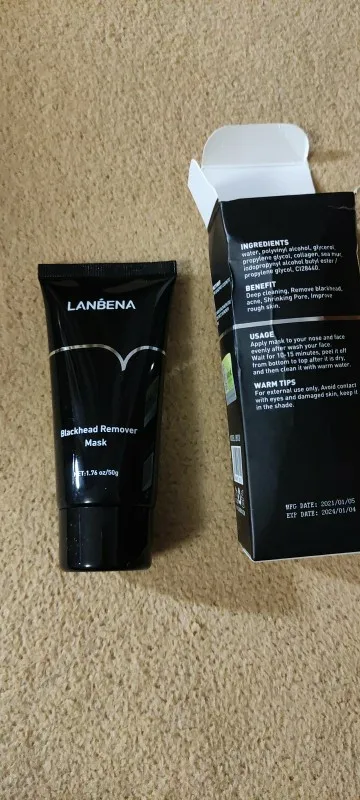 LANBENA
Blackhead Remover
Mask
NET:1.76 oz/50g
INGREDIENTS
water, polyvinyl alcohol, glycerol,
propylene glycol, collagen, sea mur,
iodopropynyl alcohol butyl ester /
propylene glycol, CI28440.
BENEFIT
Deep cleaning, Remove blackhead,
acne, Shrinking Pore, Improve
rough skin.
USAGE
Apply mask to your nose and face
evenly after wash your face.
Wait for 10-15 minutes, peel it off
from bottom to top after it is dry,
and then clean it with warm water.
WARM TIPS
For external use only, Avoid contact
with eyes and damaged skin, keep it
in the shade.
MFG DATE: 2021/01/05
EXP DATE: 2024/01/04